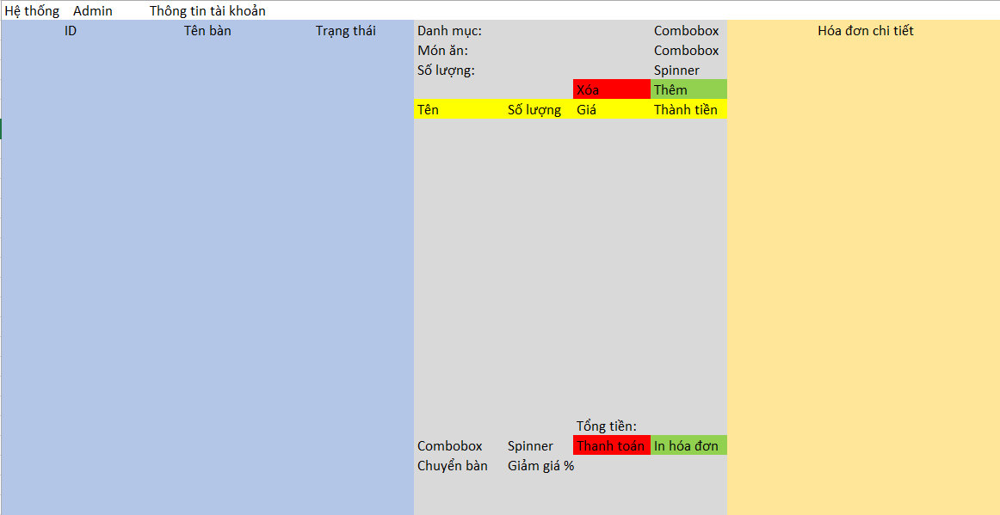 Hệ thống Admin Thông tin tài khoản
ID Tên bàn Trạng thái Danh mục: Combobox Hóa đơn chi tiết
Món ăn: Combobox
Số lượng: Spinner
Xóa Thêm
Tên Số lượng Giá Thành tiền
Tổng tiền:
Combobox Spinner Thanh toán In hóa đơn
Chuyển bàn Giảm giá %